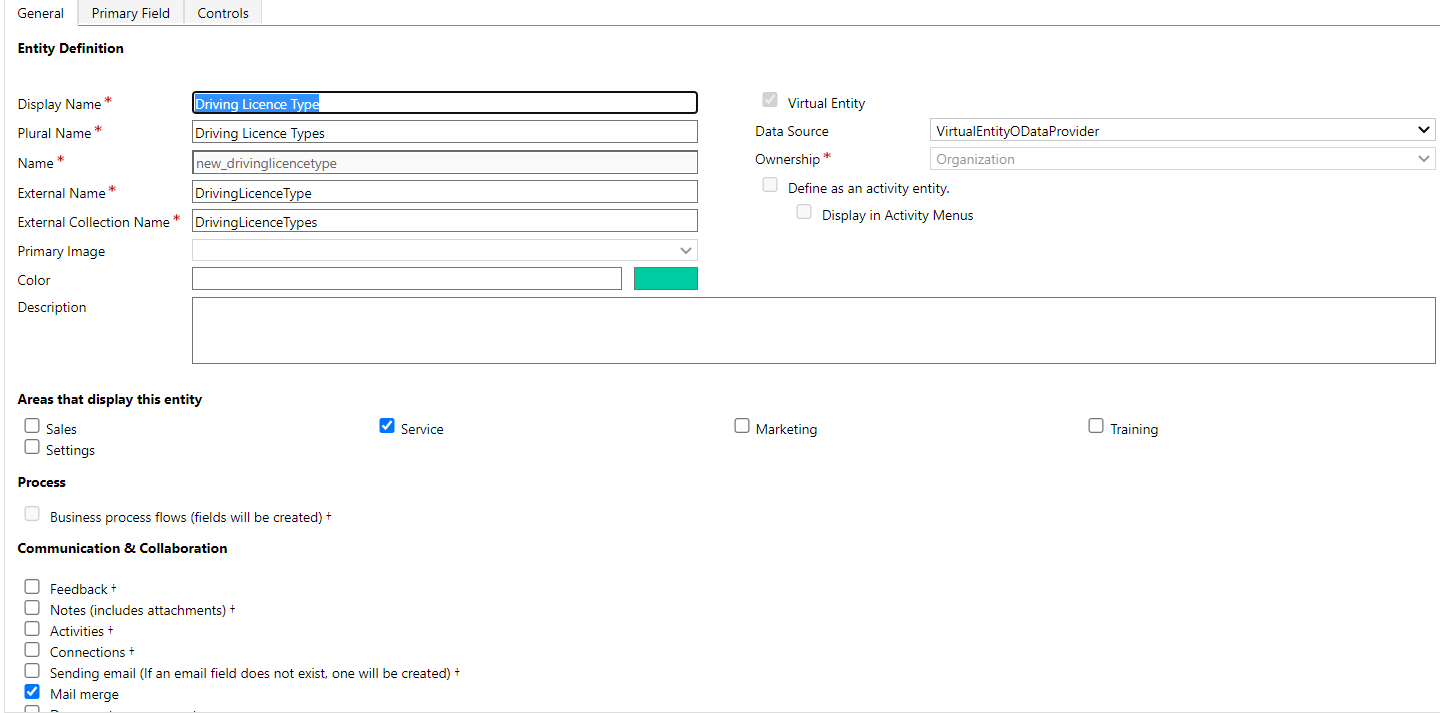 General Primary Field Controls
Entity Definition
Display Name * Driving Licence Type
Virtual Entity
Plural Name * Driving Licence Types
Data Source VirtualEntityODataProvider
Name * new_drivinglicencetype
Ownership * Organization
External Name * DrivingLicenceType
Define as an activity entity.
External Collection Name * DrivingLicenceTypes
Display in Activity Menus
Primary Image
Color
Description
Areas that display this entity
Sales Service Marketing Training
Settings
Process
Business process flows (fields will be created) †
Communication & Collaboration
Feedback †
Notes (includes attachments) †
Activities †
Connections †
Sending email (If an email field does not exist, one will be created) †
Mail merge